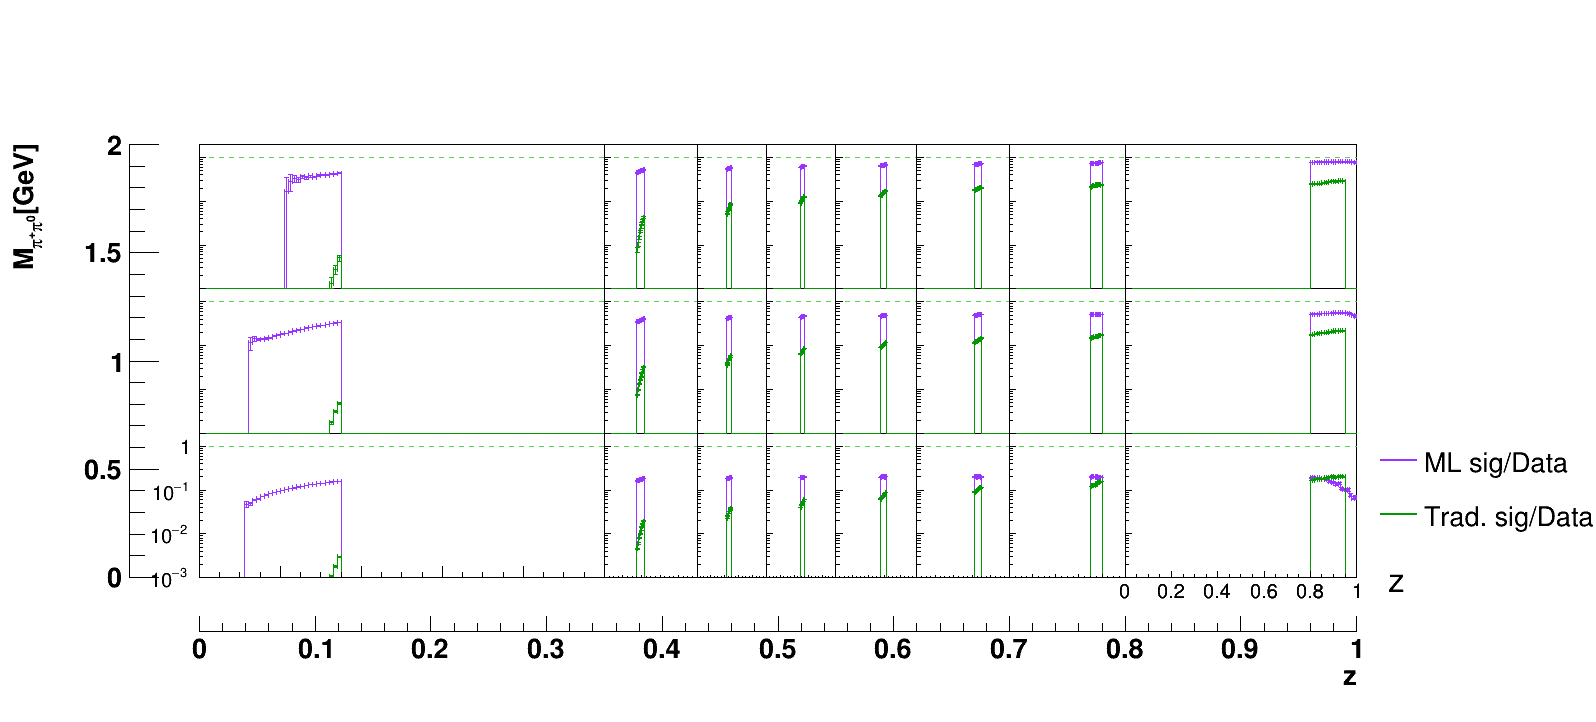 M π⁺π⁰ [GeV]
2
1.5
1
0.5
0
1
10⁻¹
10⁻²
10⁻³
ML sig/Data
Trad. sig/Data
0 0.2 0.4 0.6 0.8 1 z
0 0.1 0.2 0.3 0.4 0.5 0.6 0.7 0.8 0.9 1
z